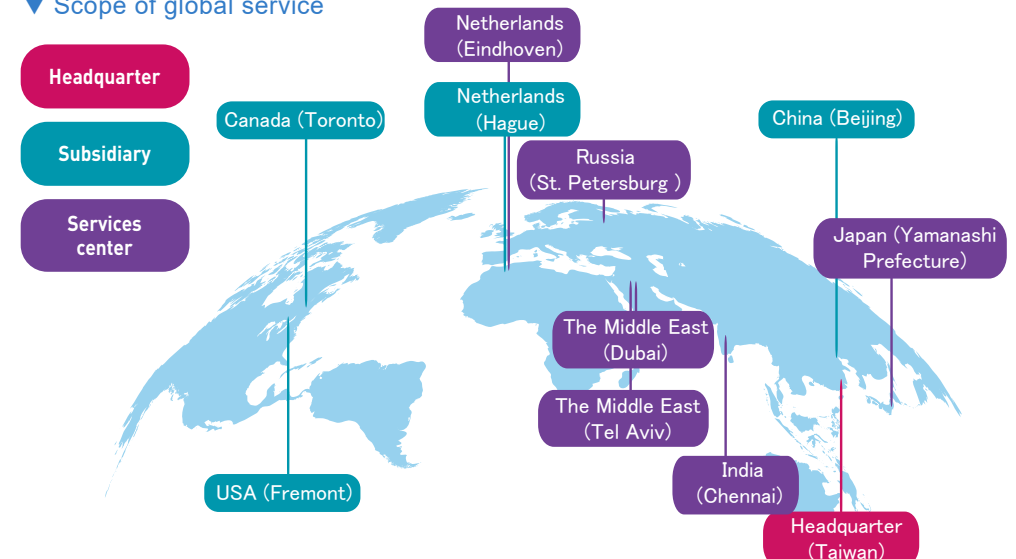 ▼ Scope of global service
Headquarter
Subsidiary
Services
center
Netherlands
(Eindhoven)
Netherlands
(Hague)
Canada (Toronto)
China (Beijing)
Russia
(St. Petersburg )
Japan (Yamanashi
Prefecture)
The Middle East
(Dubai)
The Middle East
(Tel Aviv)
India
(Chennai)
USA (Fremont)
Headquarter
(Taiwan)